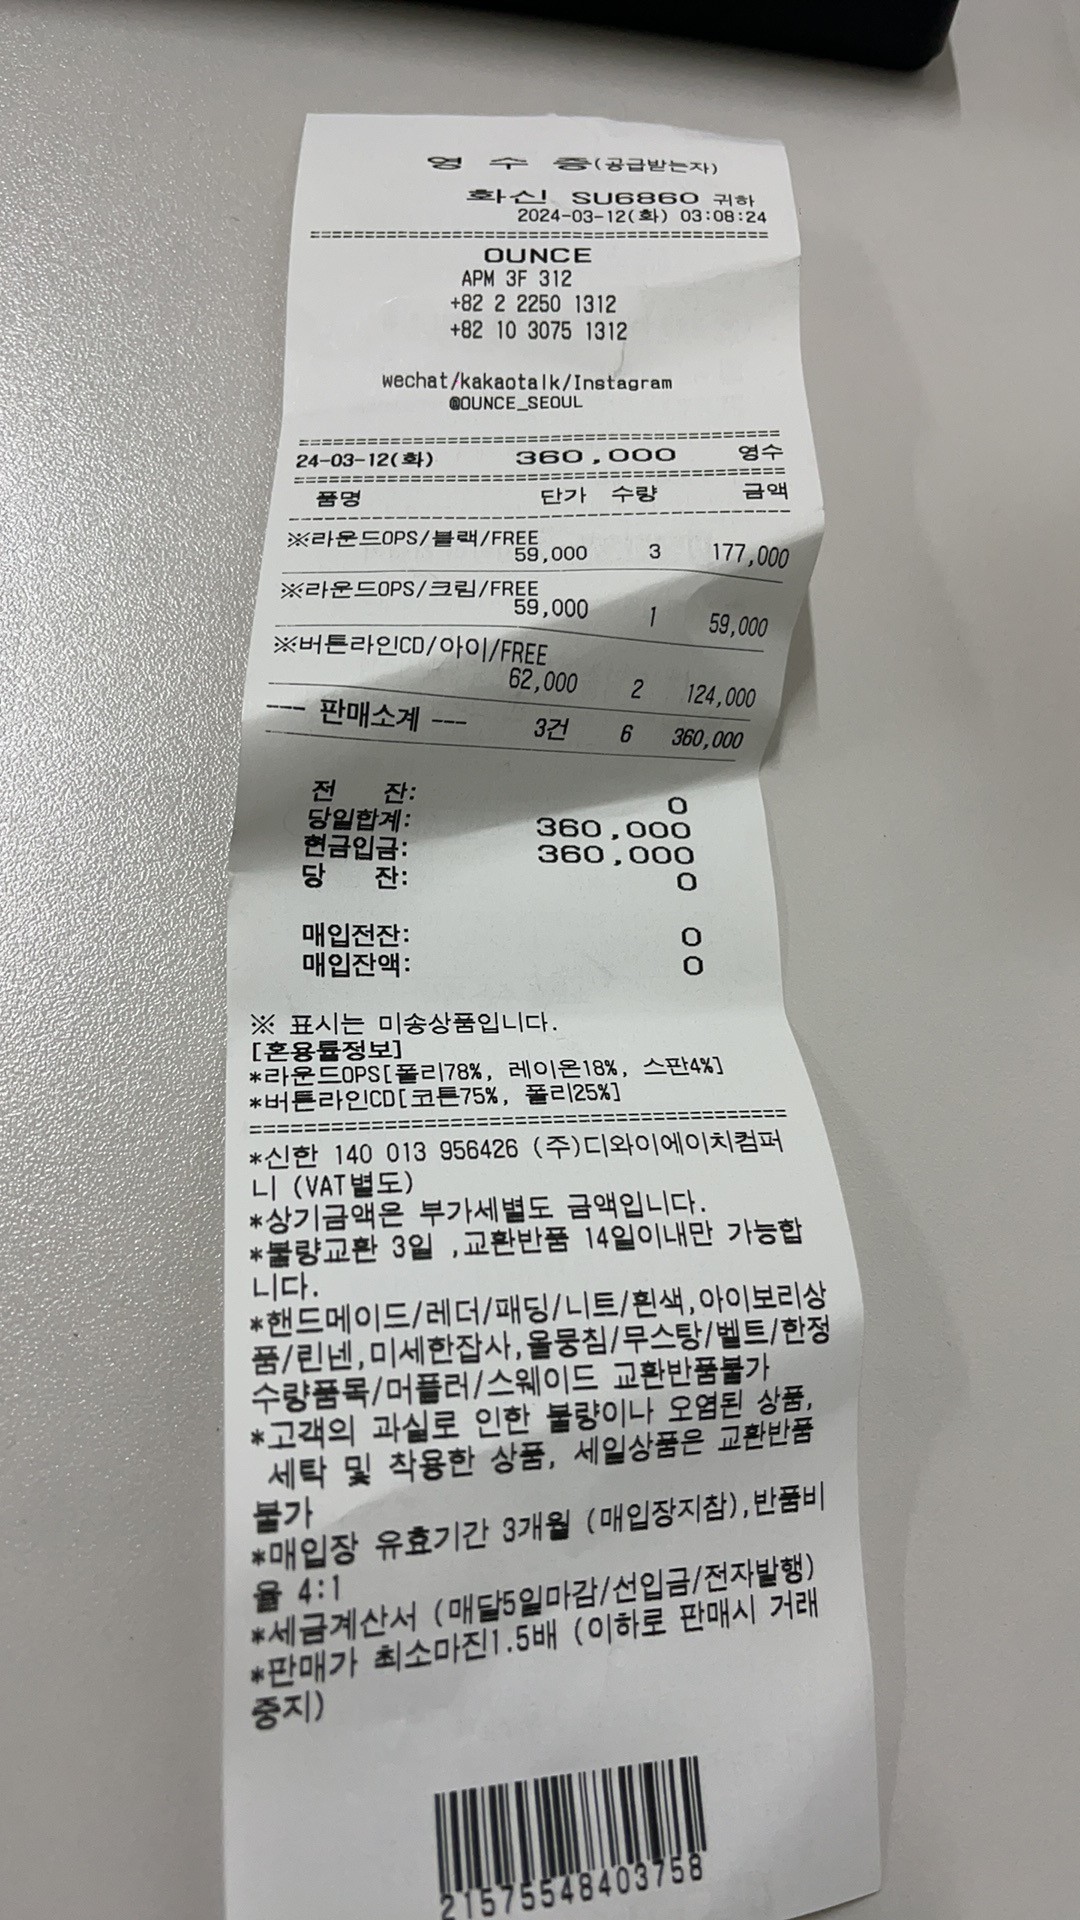 영 수 증(공급받는자)
화신! SU6860 귀하
2024-03-12(화) 03:08:24
OUNCE
APM 3F 312
+82 2 2250 1312
+82 10 3075 1312
wechat/kakaotalk/Instagram
@OUNCE_SEOUL
24-03-12(화) 360,000 영수
품명 단가 수량 금액
※라운드OPS/블랙/FREE
59,000 3 177,000
※라운드OPS/크림/FREE
59,000 1 59,000
※버튼라인CD/아이/FREE
62,000 2 124,000
--- 판매소계 --- 3건 6 360,000
전 잔: 0
당일합계: 360,000
현금입금: 360,000
당 잔: 0
매입전잔: 0
매입잔액: 0
※ 표시는 미송상품입니다.
[혼용률정보]
*라운드OPS[폴리78%, 레이온18%, 스판4%]
*버튼라인CD[코튼75%, 폴리25%]
*신한 140 013 956426 (주)디와이에이치컴퍼
니 (VAT별도)
*상기금액은 부가세별도 금액입니다.
*불량교환 3일 ,교환반품 14일이내만 가능합
니다.
*핸드메이드/레더/패딩/니트/흰색,아이보리상
품/린넨,미세한잡사,올뭉침/무스탕/벨트/한정
수량품목/머플러/스웨이드 교환반품불가
*고객의 과실로 인한 불량이나 오염된 상품,
세탁 및 착용한 상품, 세일상품은 교환반품
불가
*매입장 유효기간 3개월 (매입장지참),반품비
율 4:1
*세금계산서 (매달5일마감/선입금/전자발행)
*판매가 최소마진1.5배 (이하로 판매시 거래
중지)
21575548403758